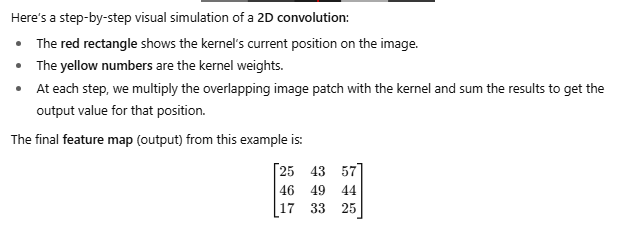 Here's a step-by-step visual simulation of a 2D convolution:
• The red rectangle shows the kernel's current position on the image.
• The yellow numbers are the kernel weights.
• At each step, we multiply the overlapping image patch with the kernel and sum the results to get the
output value for that position.
The final feature map (output) from this example is:
25 43 57
46 49 44
17 33 25